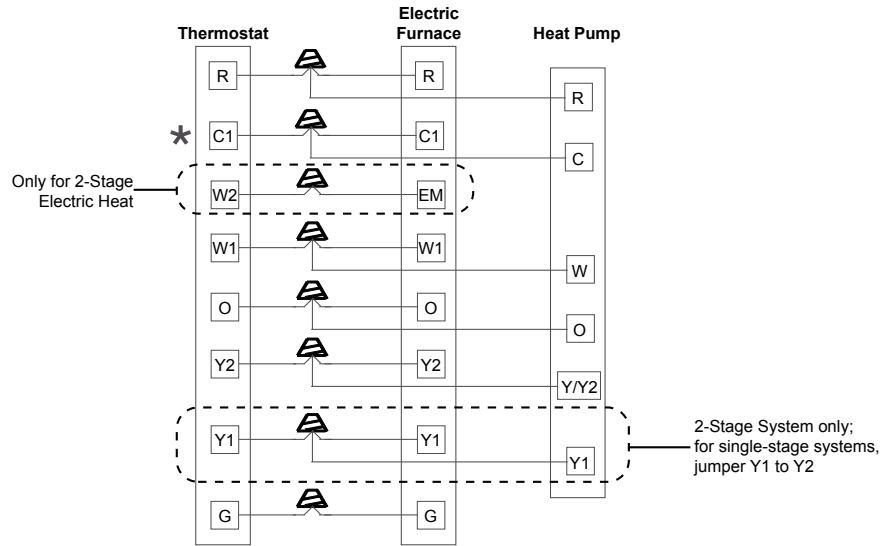 Thermostat
Electric
Furnace
Heat Pump
R
R
R
*
C1
C1
C
Only for 2-Stage
Electric Heat
W2
EM
W1
W1
W
O
O
O
Y2
Y2
Y/Y2
Y1
Y1
Y1
2-Stage System only;
for single-stage systems,
jumper Y1 to Y2
G
G